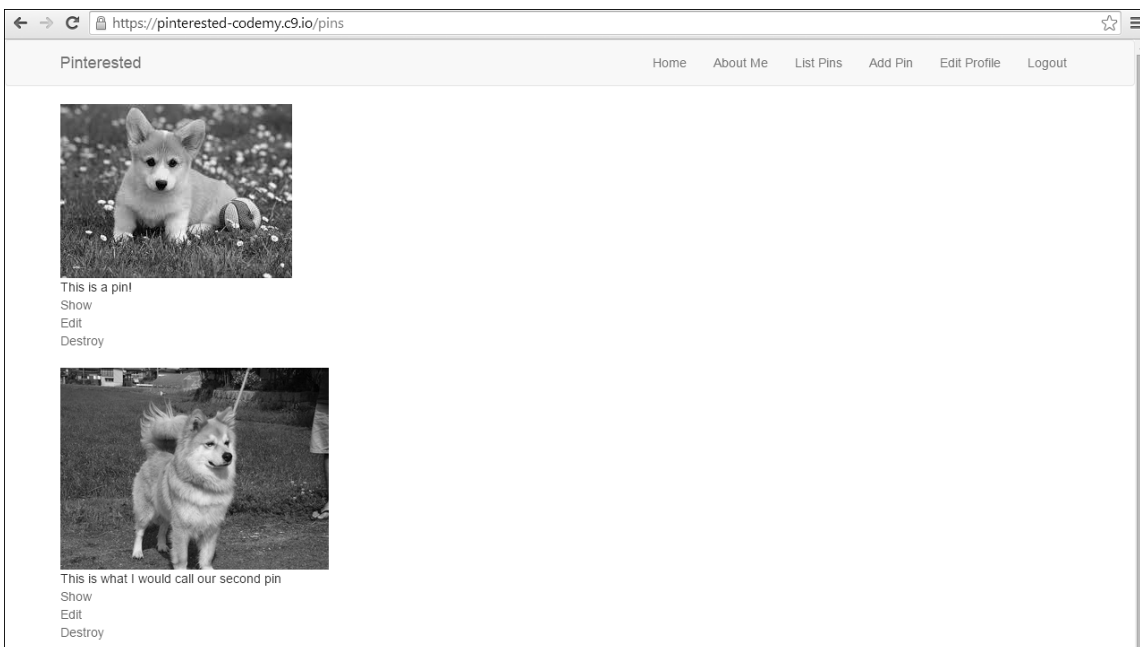 https://pinterested-codemy.c9.io/pins
Pinterested Home About Me List Pins Add Pin Edit Profile Logout
This is a pin!
Show
Edit
Destroy
This is what I would call our second pin
Show
Edit
Destroy